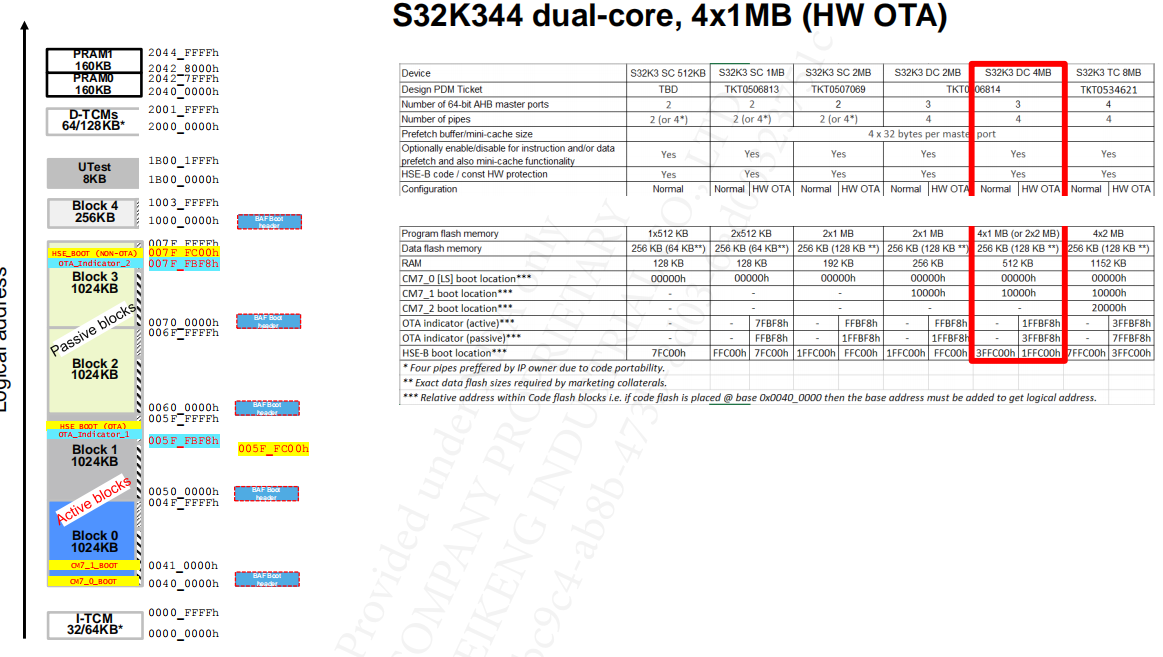 S32K344 dual-core, 4x1MB (HW OTA)
Logical address
PRAM1
160KB
2044_FFFFh
2042_8000h
PRAM0
160KB
2042_7FFFh
2040_0000h
D-TCMs
64/128KB*
2001_FFFFh
2000_0000h
UTest
8KB
1B00_1FFFh
1B00_0000h
Block 4
256KB
1003_FFFFh
1000_0000h
BAF Boot
header
007F_FFFFh
HSE_BOOT (NON-OTA)
007F_FC00h
OTA_Indicator_2
007F_FBF8h
Block 3
1024KB
Passive blocks
0070_0000h
006F_FFFFh
BAF Boot
header
Block 2
1024KB
0060_0000h
005F_FFFFh
BAF Boot
header
HSE_BOOT (OTA)
OTA_Indicator_1
005F_FBF8h
005F_FC00h
Block 1
1024KB
Active blocks
0050_0000h
004F_FFFFh
BAF Boot
header
Block 0
1024KB
CM7_1_BOOT
0041_0000h
CM7_0_BOOT
0040_0000h
BAF Boot
header
I-TCM
32/64KB*
0000_FFFFh
0000_0000h
Device S32K3 SC 512KB S32K3 SC 1MB S32K3 SC 2MB S32K3 DC 2MB S32K3 DC 4MB S32K3 TC 8MB
Design PDM Ticket TBD TKT0506813 TKT0507069 TKT0506814 TKT0534621
Number of 64-bit AHB master ports 2 2 2 3 3 4
Number of pipes 2 (or 4*) 2 (or 4*) 2 (or 4*) 4 4 4
Prefetch buffer/mini-cache size 4 x 32 bytes per master port
Optionally enable/disable for instruction and/or data
prefetch and also mini-cache functionality Yes Yes Yes Yes Yes Yes
HSE-B code / const HW protection Yes Yes Yes Yes Yes Yes
Configuration Normal Normal HW OTA Normal HW OTA Normal HW OTA Normal HW OTA Normal HW OTA
Program flash memory 1x512 KB 2x512 KB 2x1 MB 2x1 MB 4x1 MB (or 2x2 MB) 4x2 MB
Data flash memory 256 KB (64 KB**) 256 KB (64 KB**) 256 KB (128 KB **) 256 KB (128 KB **) 256 KB (128 KB **) 256 KB (128 KB **)
RAM 128 KB 128 KB 192 KB 256 KB 512 KB 1152 KB
CM7_0 [LS] boot location*** 00000h 00000h 00000h 00000h 00000h 00000h
CM7_1 boot location*** - - - 10000h 10000h 10000h
CM7_2 boot location*** - - - - - 20000h
OTA indicator (active)*** - - 7FBF8h - FFBF8h - FFBF8h - 1FFBF8h - 3FFBF8h
OTA indicator (passive)*** - - FFBF8h - 1FFBF8h - 1FFBF8h - 3FFBF8h - 7FFBF8h
HSE-B boot location*** 7FC00h FFC00h 7FC00h 1FFC00h FFC00h 1FFC00h FFC00h 3FFC00h 1FFC00h 7FFC00h 3FFC00h
* Four pipes preffered by IP owner due to code portability.
** Exact data flash sizes required by marketing collaterals.
*** Relative address within Code flash blocks i.e. if code flash is placed @ base 0x0040_0000 then the base address must be added to get logical address.